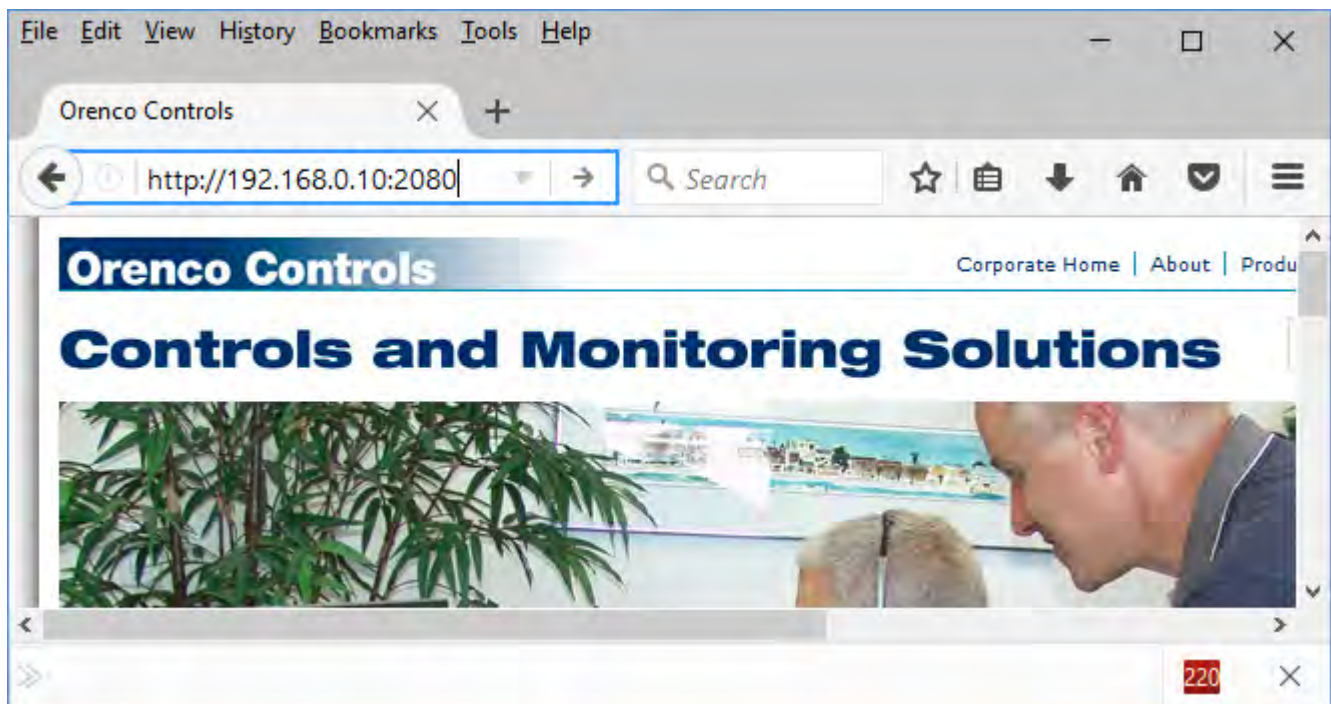 File Edit View History Bookmarks Tools Help
Orenco Controls
http://192.168.0.10:2080
Search
Orenco Controls
Corporate Home | About | Produ
Controls and Monitoring Solutions
220